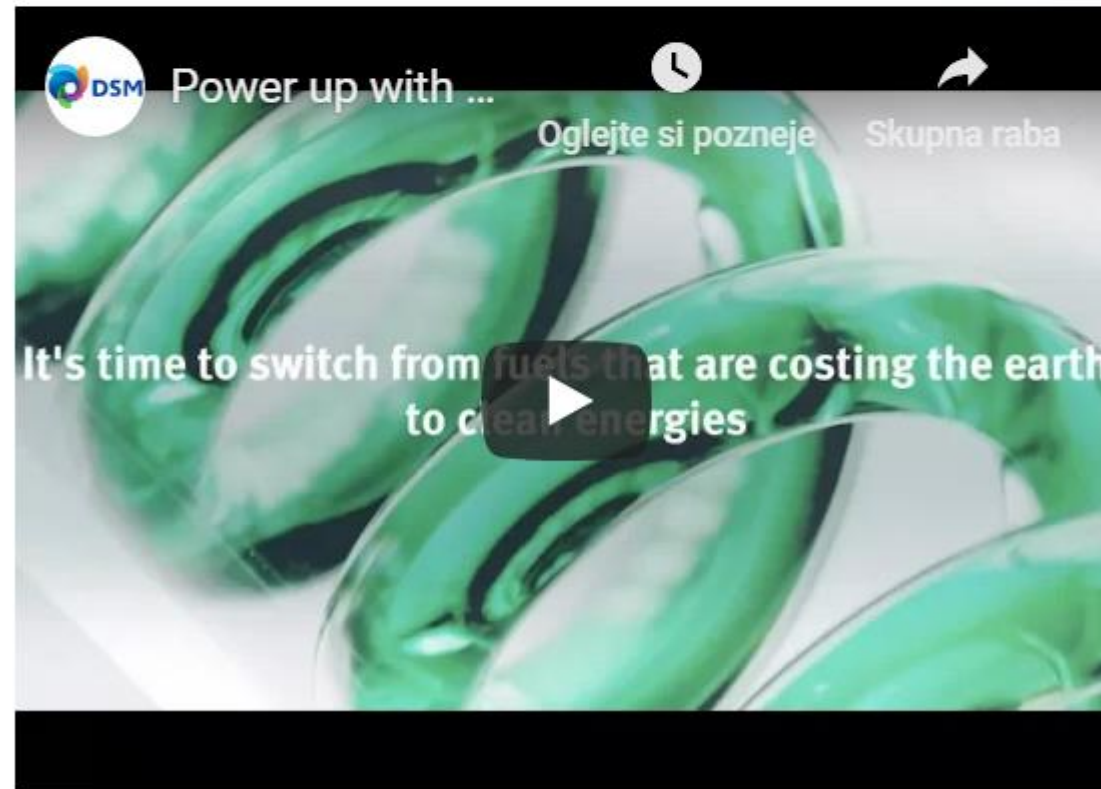 DSM
Power up with ...
Oglejte si pozneje
Skupna raba
It's time to switch from fuels that are costing the earth
to clean energies